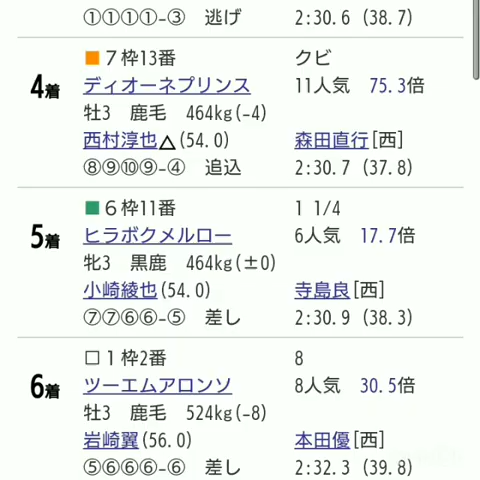 ①①①①-③ 逃げ 2:30.6 (38.7)
4着 7枠13番 クビ
ディオーネプリンス 11人気 75.3倍
牡3 鹿毛 464kg(-4)
西村淳也△(54.0) 森田直行[西]
⑧⑨⑩⑨-④ 追込 2:30.7 (37.8)
5着 6枠11番 1 1/4
ヒラボクメルロー 6人気 17.7倍
牝3 黒鹿 464kg(±0)
小崎綾也(54.0) 寺島良[西]
⑦⑦⑥⑥-⑤ 差し 2:30.9 (38.3)
6着 1枠2番 8
ツーエムアロンソ 8人気 30.5倍
牡3 鹿毛 524kg(-8)
岩崎翼(56.0) 本田優[西]
⑤⑥⑥⑥-⑥ 差し 2:32.3 (39.8)